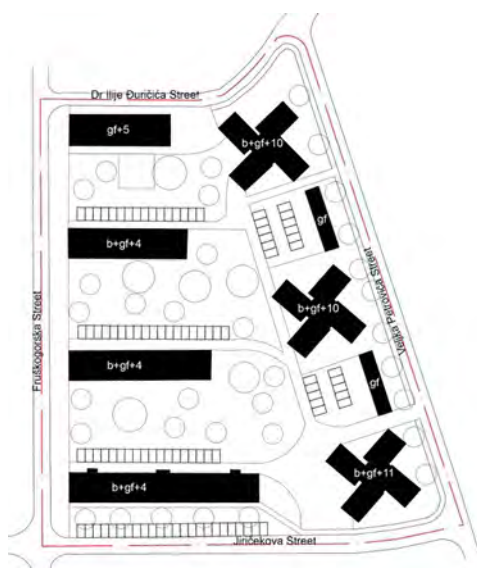 Dr Ilije Đuričića Street
gf+5
b+gf+10
gf
b+gf+4
Fruškogorska Street
b+gf+10
Veljka Petrovića Street
b+gf+4
gf
b+gf+11
b+gf+4
Jiričekova Street